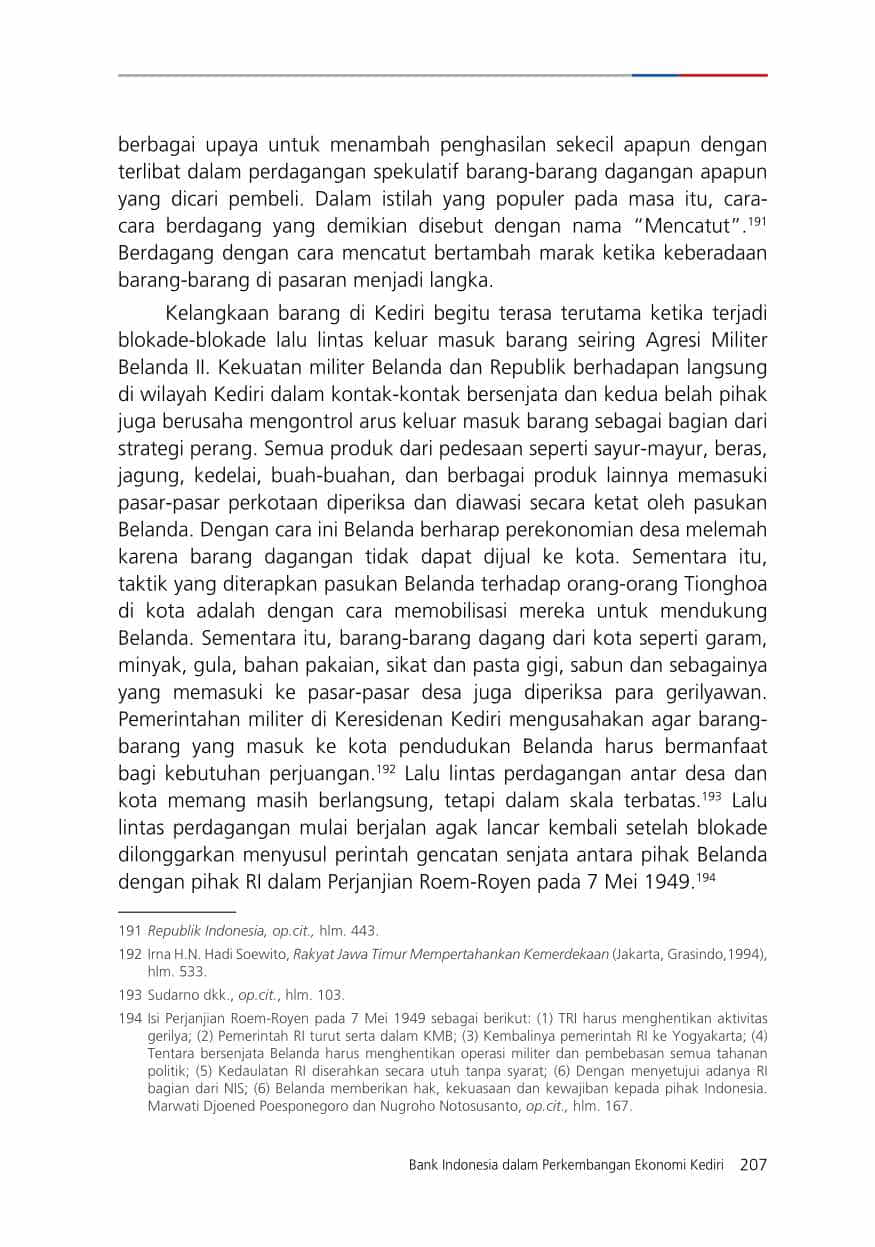 berbagai upaya untuk menambah penghasilan sekecil apapun dengan
terlibat dalam perdagangan spekulatif barang-barang dagangan apapun
yang dicari pembeli. Dalam istilah yang populer pada masa itu, cara-
cara berdagang yang demikian disebut dengan nama “Mencatut”.191
Berdagang dengan cara mencatut bertambah marak ketika keberadaan
barang-barang di pasaran menjadi langka.
Kelangkaan barang di Kediri begitu terasa terutama ketika terjadi
blokade-blokade lalu lintas keluar masuk barang seiring Agresi Militer
Belanda II. Kekuatan militer Belanda dan Republik berhadapan langsung
di wilayah Kediri dalam kontak-kontak bersenjata dan kedua belah pihak
juga berusaha mengontrol arus keluar masuk barang sebagai bagian dari
strategi perang. Semua produk dari pedesaan seperti sayur-mayur, beras,
jagung, kedelai, buah-buahan, dan berbagai produk lainnya memasuki
pasar-pasar perkotaan diperiksa dan diawasi secara ketat oleh pasukan
Belanda. Dengan cara ini Belanda berharap perekonomian desa melemah
karena barang dagangan tidak dapat dijual ke kota. Sementara itu,
taktik yang diterapkan pasukan Belanda terhadap orang-orang Tionghoa
di kota adalah dengan cara memobilisasi mereka untuk mendukung
Belanda. Sementara itu, barang-barang dagang dari kota seperti garam,
minyak, gula, bahan pakaian, sikat dan pasta gigi, sabun dan sebagainya
yang memasuki ke pasar-pasar desa juga diperiksa para gerilyawan.
Pemerintahan militer di Keresidenan Kediri mengusahakan agar barang-
barang yang masuk ke kota pendudukan Belanda harus bermanfaat
bagi kebutuhan perjuangan.192 Lalu lintas perdagangan antar desa dan
kota memang masih berlangsung, tetapi dalam skala terbatas.193 Lalu
lintas perdagangan mulai berjalan agak lancar kembali setelah blokade
dilonggarkan menyusul perintah gencatan senjata antara pihak Belanda
dengan pihak RI dalam Perjanjian Roem-Royen pada 7 Mei 1949.194
191 Republik Indonesia, op.cit., hlm. 443.
192 Irna H.N. Hadi Soewito, Rakyat Jawa Timur Mempertahankan Kemerdekaan (Jakarta, Grasindo,1994),
hlm. 533.
193 Sudarno dkk., op.cit., hlm. 103.
194 Isi Perjanjian Roem-Royen pada 7 Mei 1949 sebagai berikut: (1) TRI harus menghentikan aktivitas
gerilya; (2) Pemerintah RI turut serta dalam KMB; (3) Kembalinya pemerintah RI ke Yogyakarta; (4)
Tentara bersenjata Belanda harus menghentikan operasi militer dan pembebasan semua tahanan
politik; (5) Kedaulatan RI diserahkan secara utuh tanpa syarat; (6) Dengan menyetujui adanya RI
bagian dari NIS; (6) Belanda memberikan hak, kekuasaan dan kewajiban kepada pihak Indonesia.
Marwati Djoened Poesponegoro dan Nugroho Notosusanto, op.cit., hlm. 167.
Bank Indonesia dalam Perkembangan Ekonomi Kediri 207